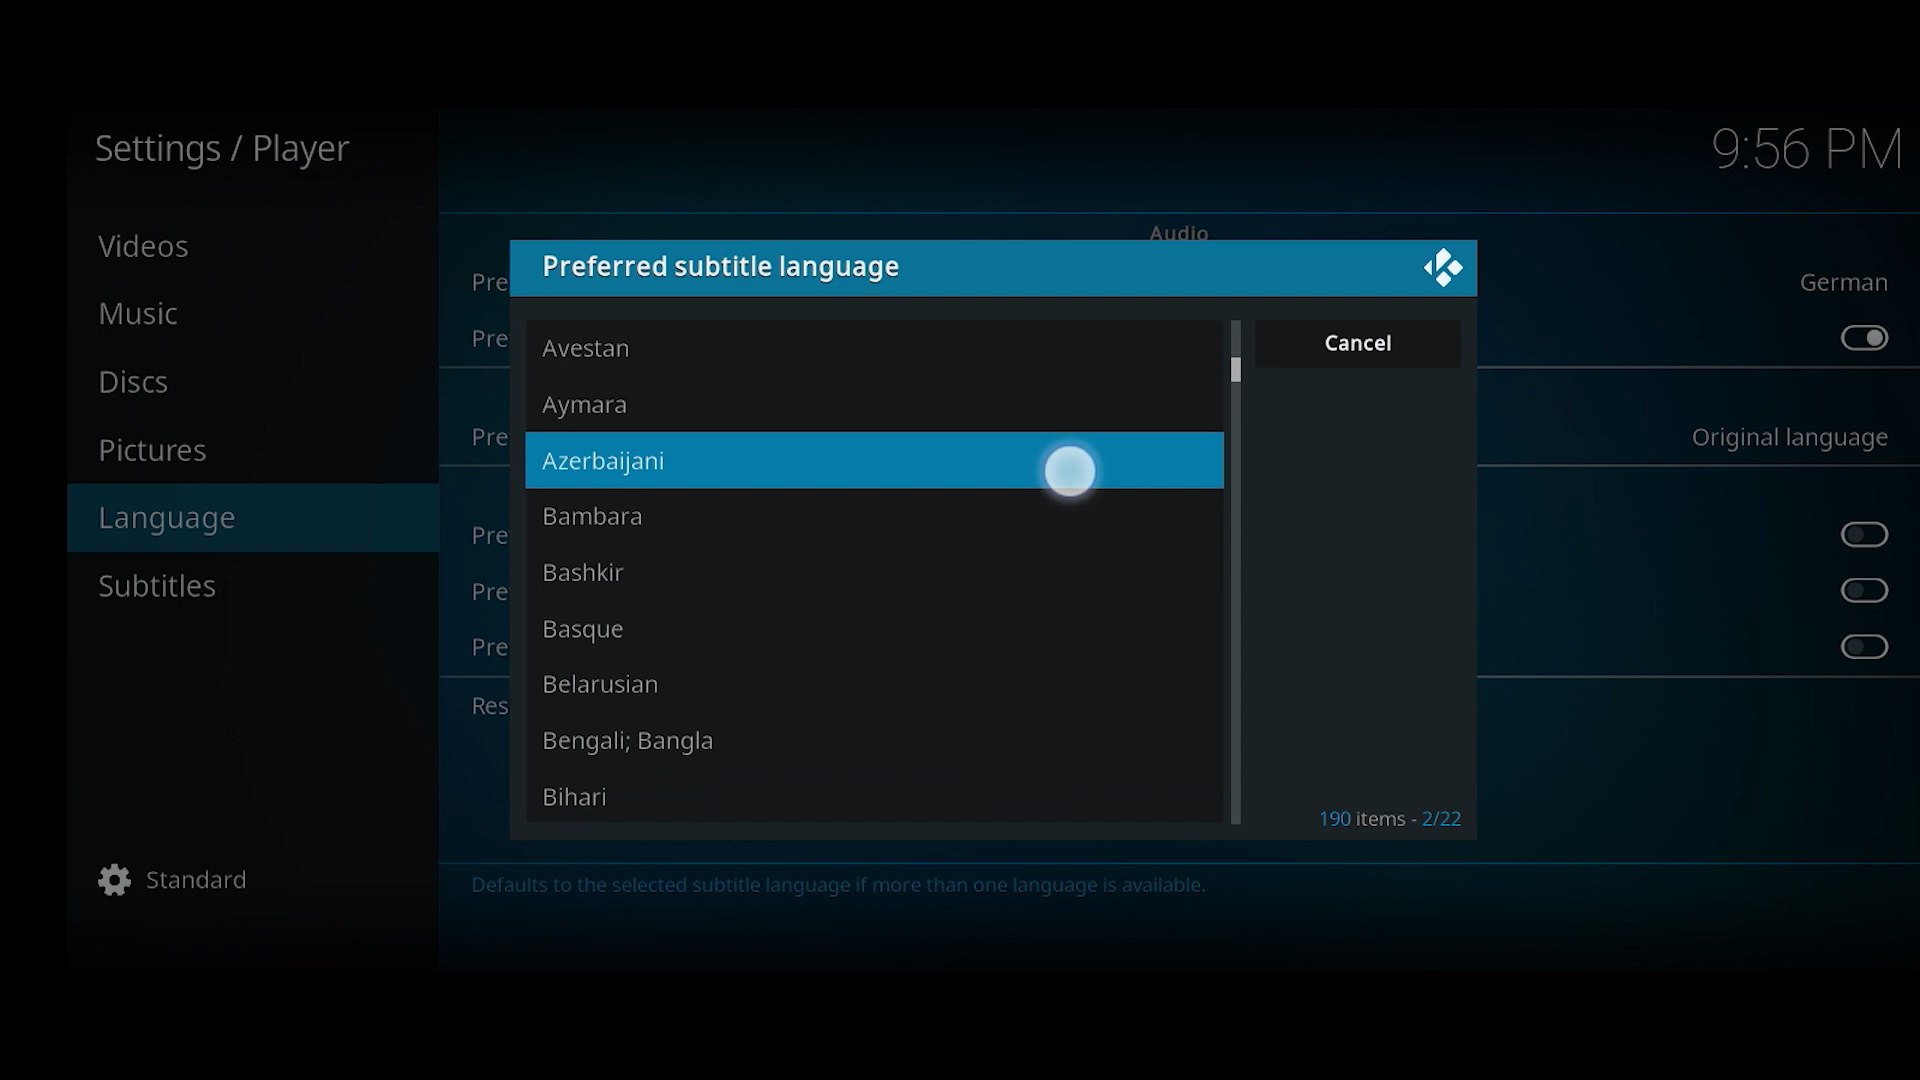 Settings / Player
9:56 PM
Videos
Music
Discs
Pictures
Language
Subtitles
Standard
Audio
Pre
German
Pre
Pre
Original language
Pre
Pre
Pre
Res
Preferred subtitle language
Avestan
Aymara
Azerbaijani
Bambara
Bashkir
Basque
Belarusian
Bengali; Bangla
Bihari
Cancel
190 items - 2/22
Defaults to the selected subtitle language if more than one language is available.